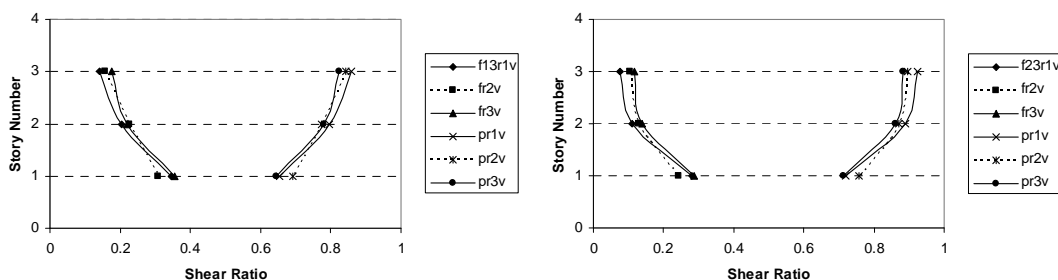 4
3
2
1
0
Story Number
0
0.2
0.4
0.6
0.8
1
Shear Ratio
f13r1v
fr2v
fr3v
pr1v
pr2v
pr3v
4
3
2
1
0
Story Number
0
0.2
0.4
0.6
0.8
1
Shear Ratio
f23r1v
fr2v
fr3v
pr1v
pr2v
pr3v